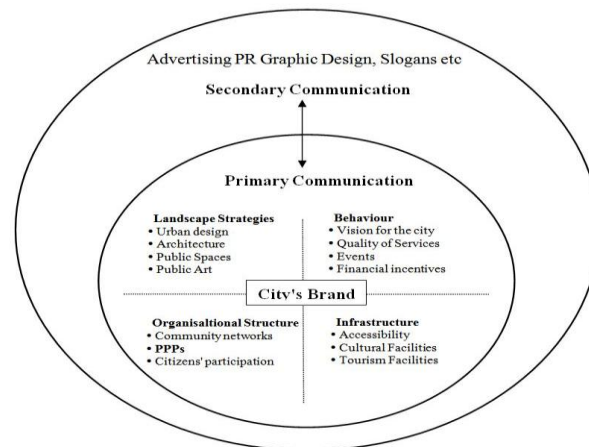 Advertising PR Graphic Design, Slogans etc
Secondary Communication
Primary Communication
Landscape Strategies
• Urban design
• Architecture
• Public Spaces
• Public Art
Behaviour
• Vision for the city
• Quality of Services
• Events
• Financial incentives
City's Brand
Organisaltional Structure
• Community networks
• PPPs
• Citizens' participation
Infrastructure
• Accessibility
• Cultural Facilities
• Tourism Facilities